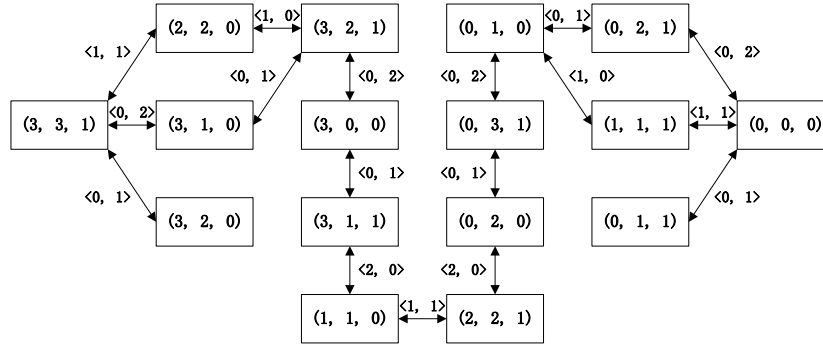 <1, 0> <0, 1>
(2, 2, 0) (3, 2, 1) (0, 1, 0) (0, 2, 1)
<1, 1> <0, 1> <0, 2> <0, 2> <1, 0> <0, 2>
<0, 2> <1, 1>
(3, 3, 1) (3, 1, 0) (3, 0, 0) (0, 3, 1) (1, 1, 1) (0, 0, 0)
<0, 1> <0, 1> <0, 1> <0, 1>
(3, 2, 0) (3, 1, 1) (0, 2, 0) (0, 1, 1)
<2, 0> <2, 0>
<1, 1>
(1, 1, 0) (2, 2, 1)